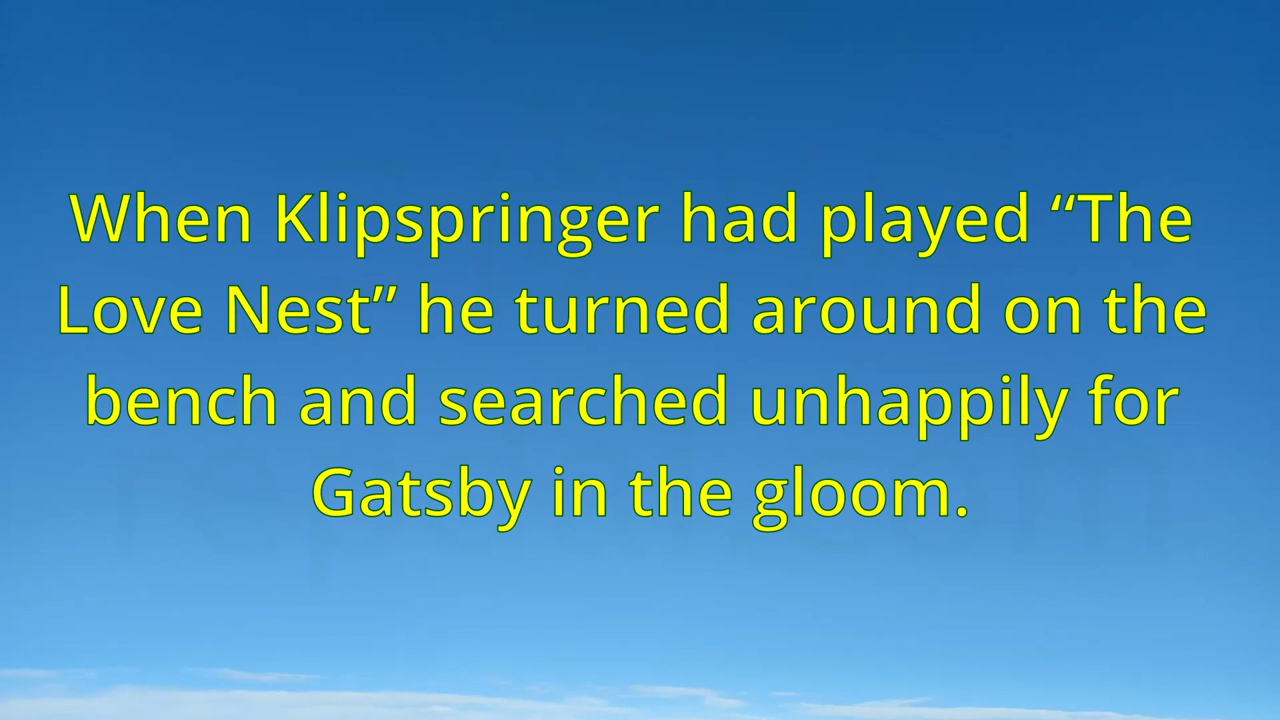 When Klipspringer had played “The
Love Nest” he turned around on the
bench and searched unhappily for
Gatsby in the gloom.